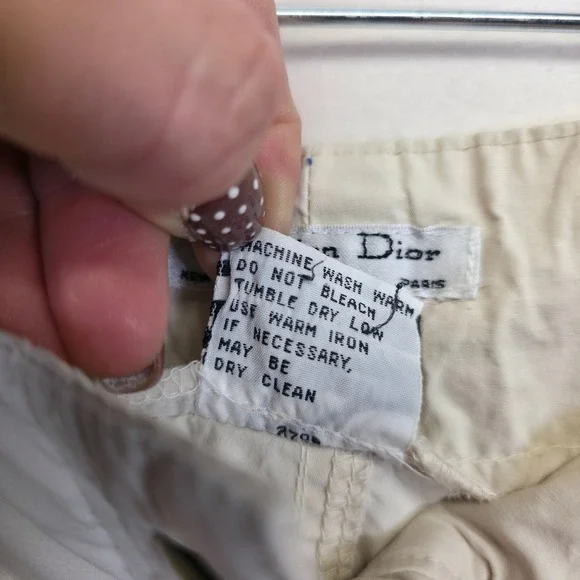 n Dior
PARIS
MACHINE WASH WARM
DO NOT BLEACH
TUMBLE DRY LOW
USE WARM IRON
IF NECESSARY,
MAY BE
DRY CLEAN